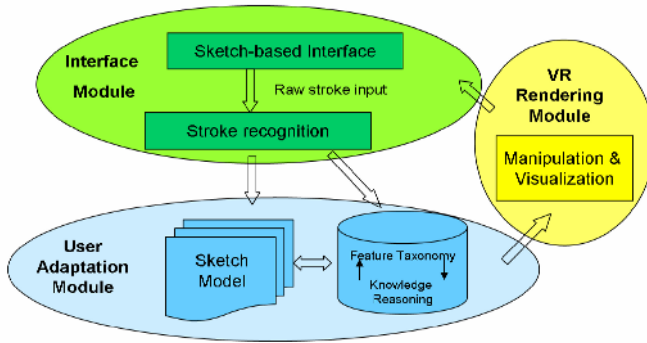 Sketch-based Interface
Interface
Module
Raw stroke input
Stroke recognition
VR
Rendering
Module
Manipulation &
Visualization
User
Adaptation
Module
Sketch
Model
Feature Taxonomy
Knowledge
Reasoning